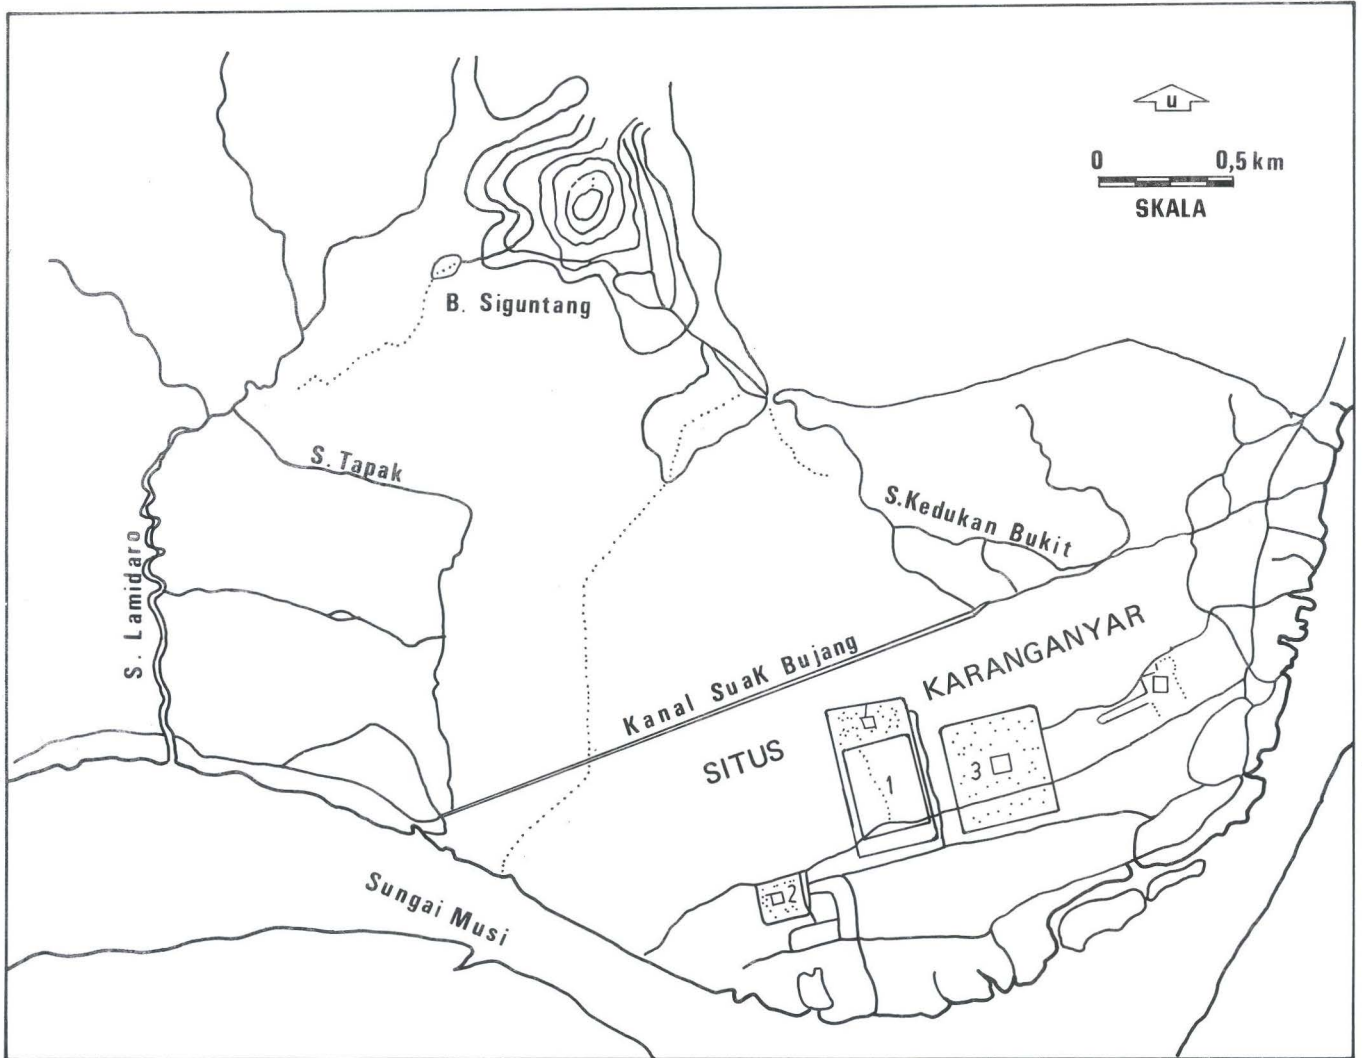 u
0 0,5 km
SKALA
B. Siguntang
S. Tapak
S. Kedukan Bukit
S. Lamidaro
Kanal SuaK Bujang
SITUS KARANGANYAR
1
3
2
Sungai Musi